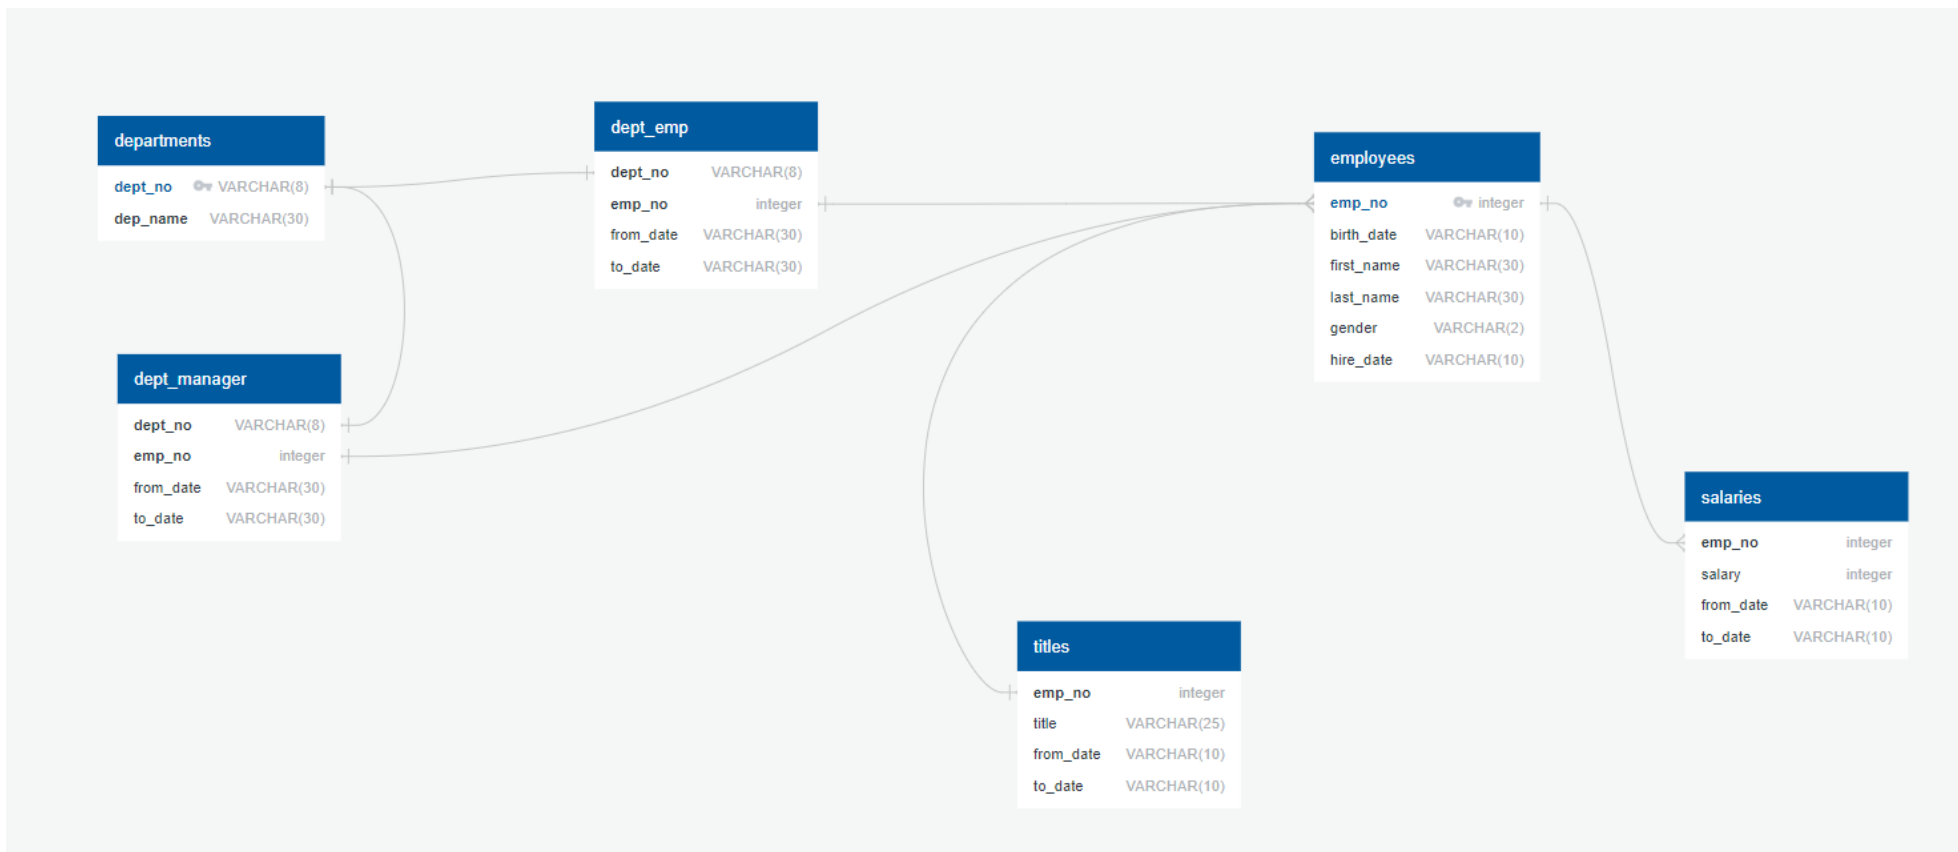 departments
dept_no VARCHAR(8)
dep_name VARCHAR(30)
dept_emp
dept_no VARCHAR(8)
emp_no integer
from_date VARCHAR(30)
to_date VARCHAR(30)
employees
emp_no integer
birth_date VARCHAR(10)
first_name VARCHAR(30)
last_name VARCHAR(30)
gender VARCHAR(2)
hire_date VARCHAR(10)
dept_manager
dept_no VARCHAR(8)
emp_no integer
from_date VARCHAR(30)
to_date VARCHAR(30)
salaries
emp_no integer
salary integer
from_date VARCHAR(10)
to_date VARCHAR(10)
titles
emp_no integer
title VARCHAR(25)
from_date VARCHAR(10)
to_date VARCHAR(10)